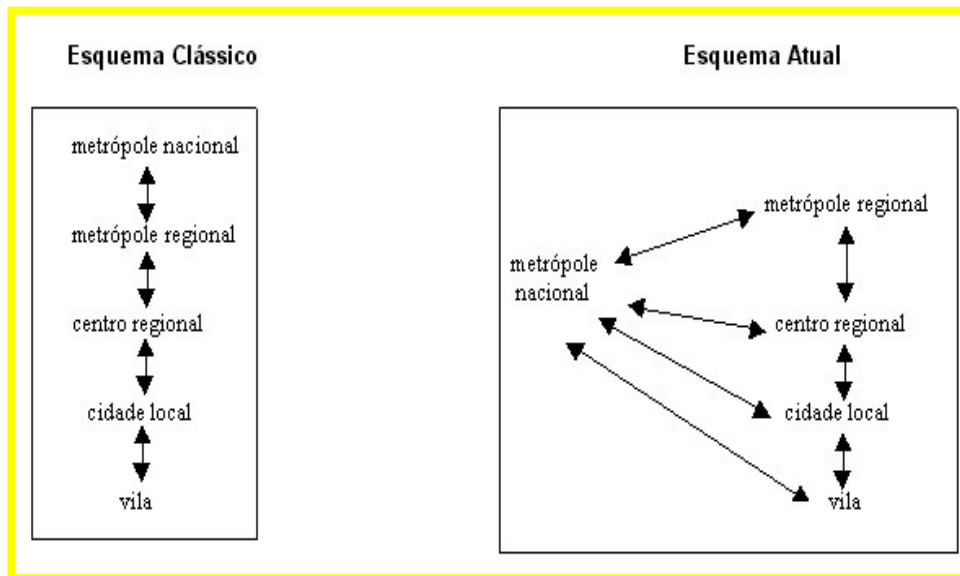 Esquema Clássico
metrópole nacional
metrópole regional
centro regional
cidade local
vila
Esquema Atual
metrópole regional
metrópole
nacional
centro regional
cidade local
vila